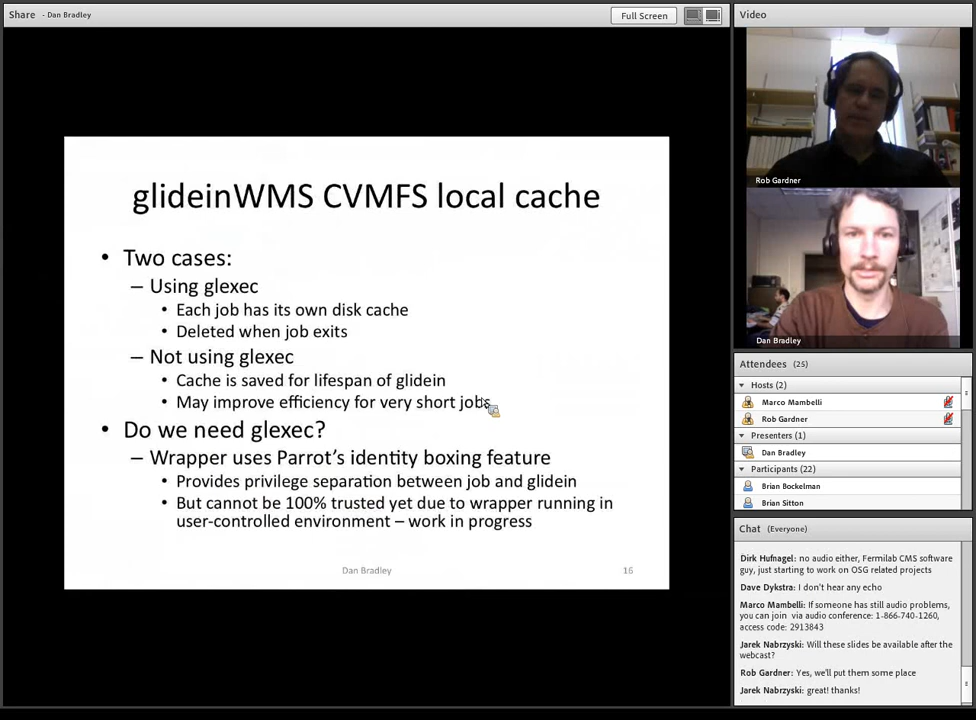 Share - Dan Bradley
Full Screen
glideinWMS CVMFS local cache
• Two cases:
– Using glexec
• Each job has its own disk cache
• Deleted when job exits
– Not using glexec
• Cache is saved for lifespan of glidein
• May improve efficiency for very short jobs
• Do we need glexec?
– Wrapper uses Parrot's identity boxing feature
• Provides privilege separation between job and glidein
• But cannot be 100% trusted yet due to wrapper running in
user-controlled environment – work in progress
Dan Bradley 16
Video
Rob Gardner
Dan Bradley
Attendees (25)
Hosts (2)
Marco Mambelli
Rob Gardner
Presenters (1)
Dan Bradley
Participants (22)
Brian Bockelman
Brian Sitton
Chat (Everyone)
Dirk Hufnagel: no audio either, Fermilab CMS software
guy, just starting to work on OSG related projects
Dave Dykstra: I don't hear any echo
Marco Mambelli: If someone has still audio problems,
you can join via audio conference: 1-866-740-1260,
access code: 2913843
Jarek Nabrzyski: Will these slides be available after the
webcast?
Rob Gardner: Yes, we'll put them some place
Jarek Nabrzyski: great! thanks!